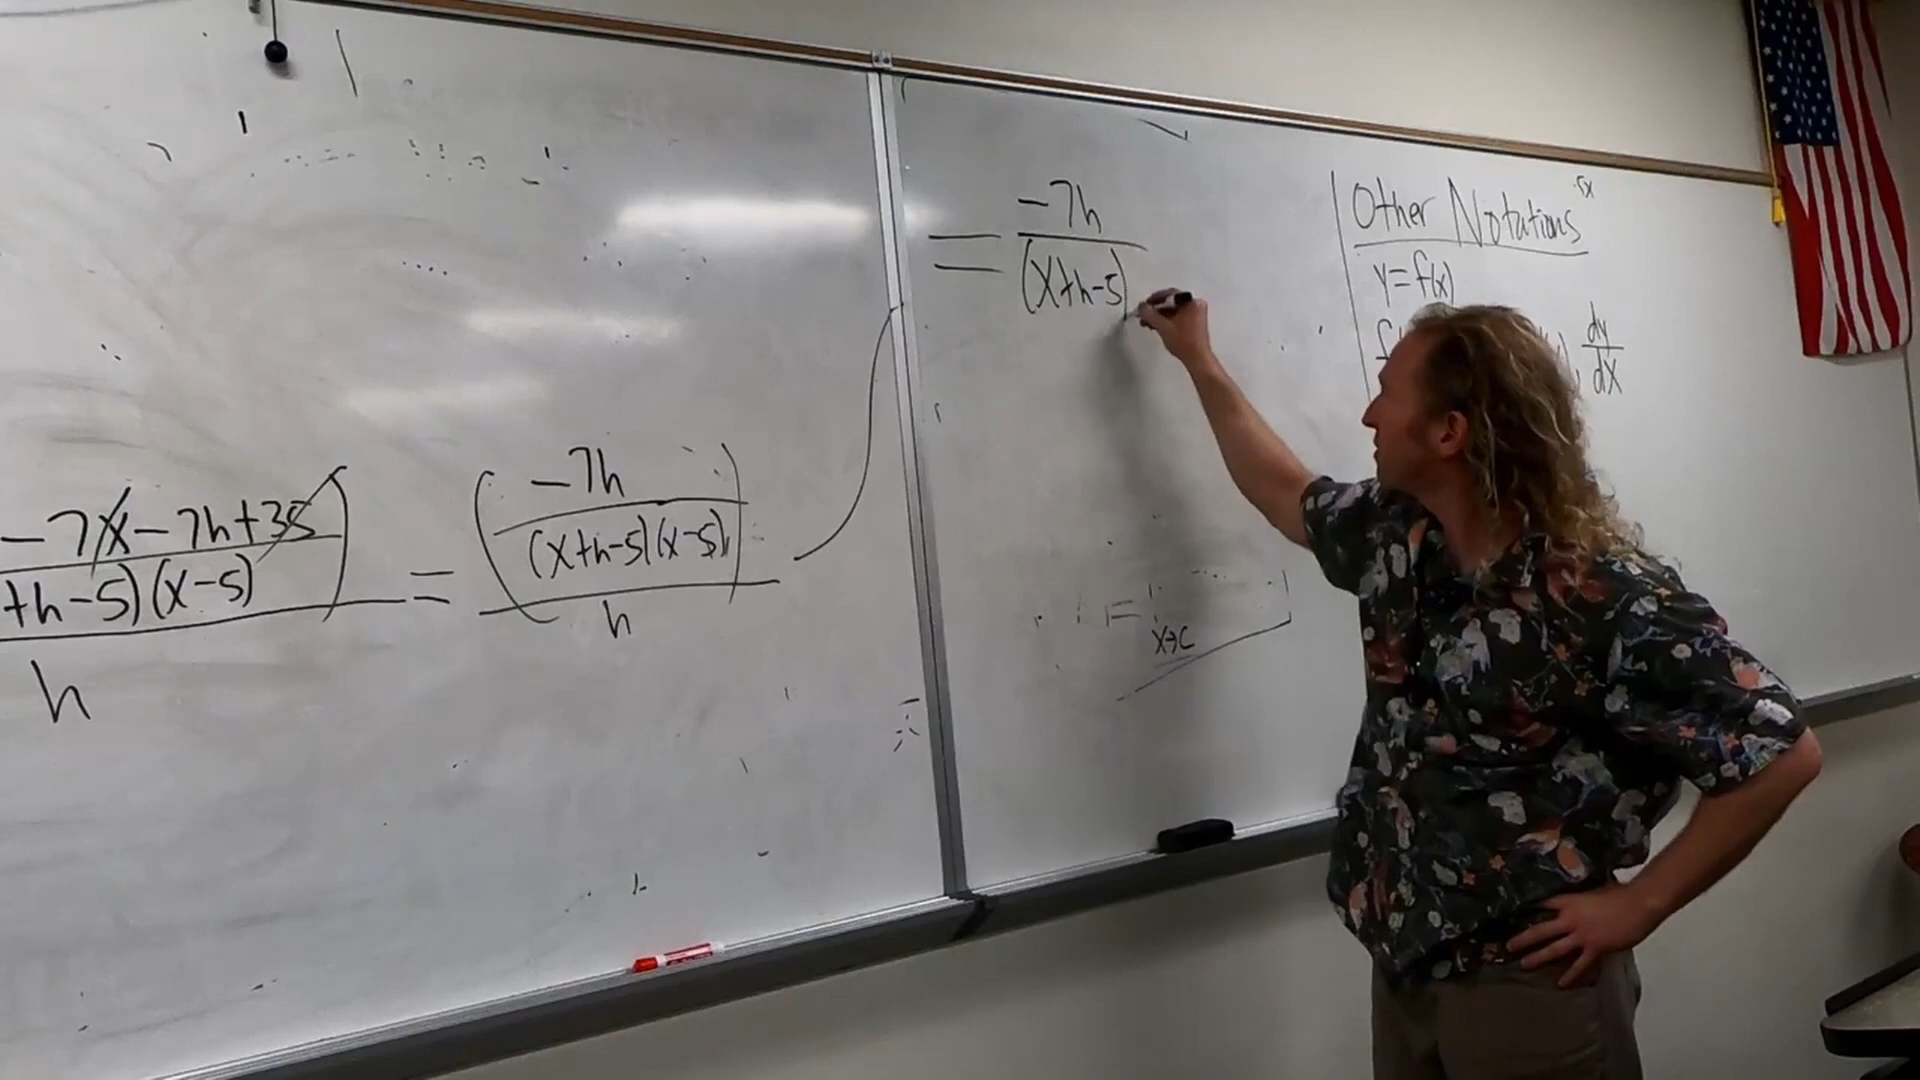 - 7x - 7h + 35
+h-5)(x-5)
h
=
(-7h
(x+h-5)(x-5))
h
= -7h
(x+h-5)
=
x→c
Other Notations
y=f(x)
dy
dx